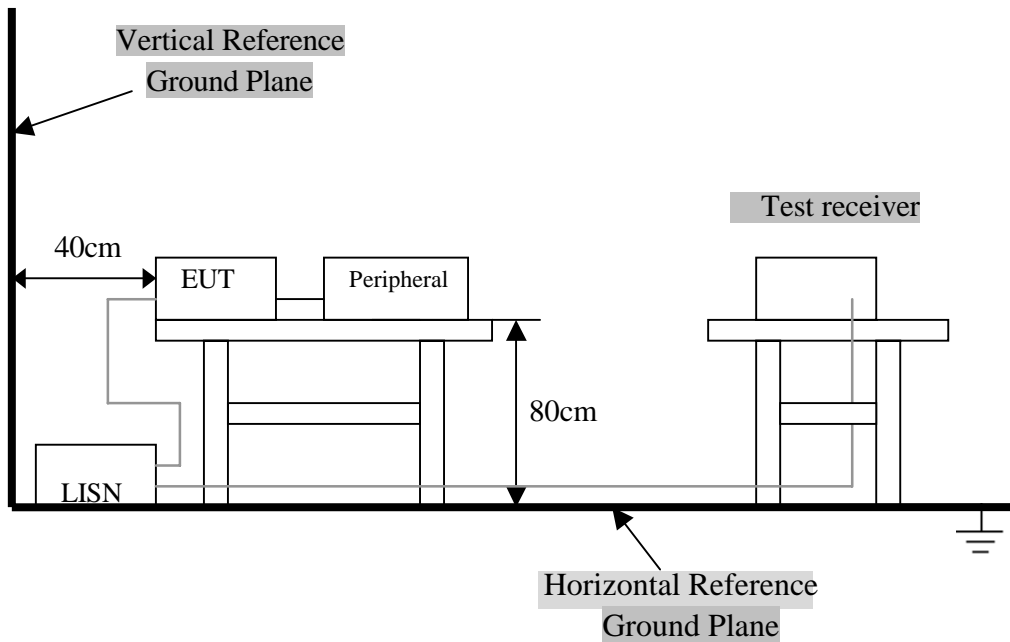 Vertical Reference
Ground Plane
Test receiver
40cm
EUT
Peripheral
80cm
LISN
Horizontal Reference
Ground Plane